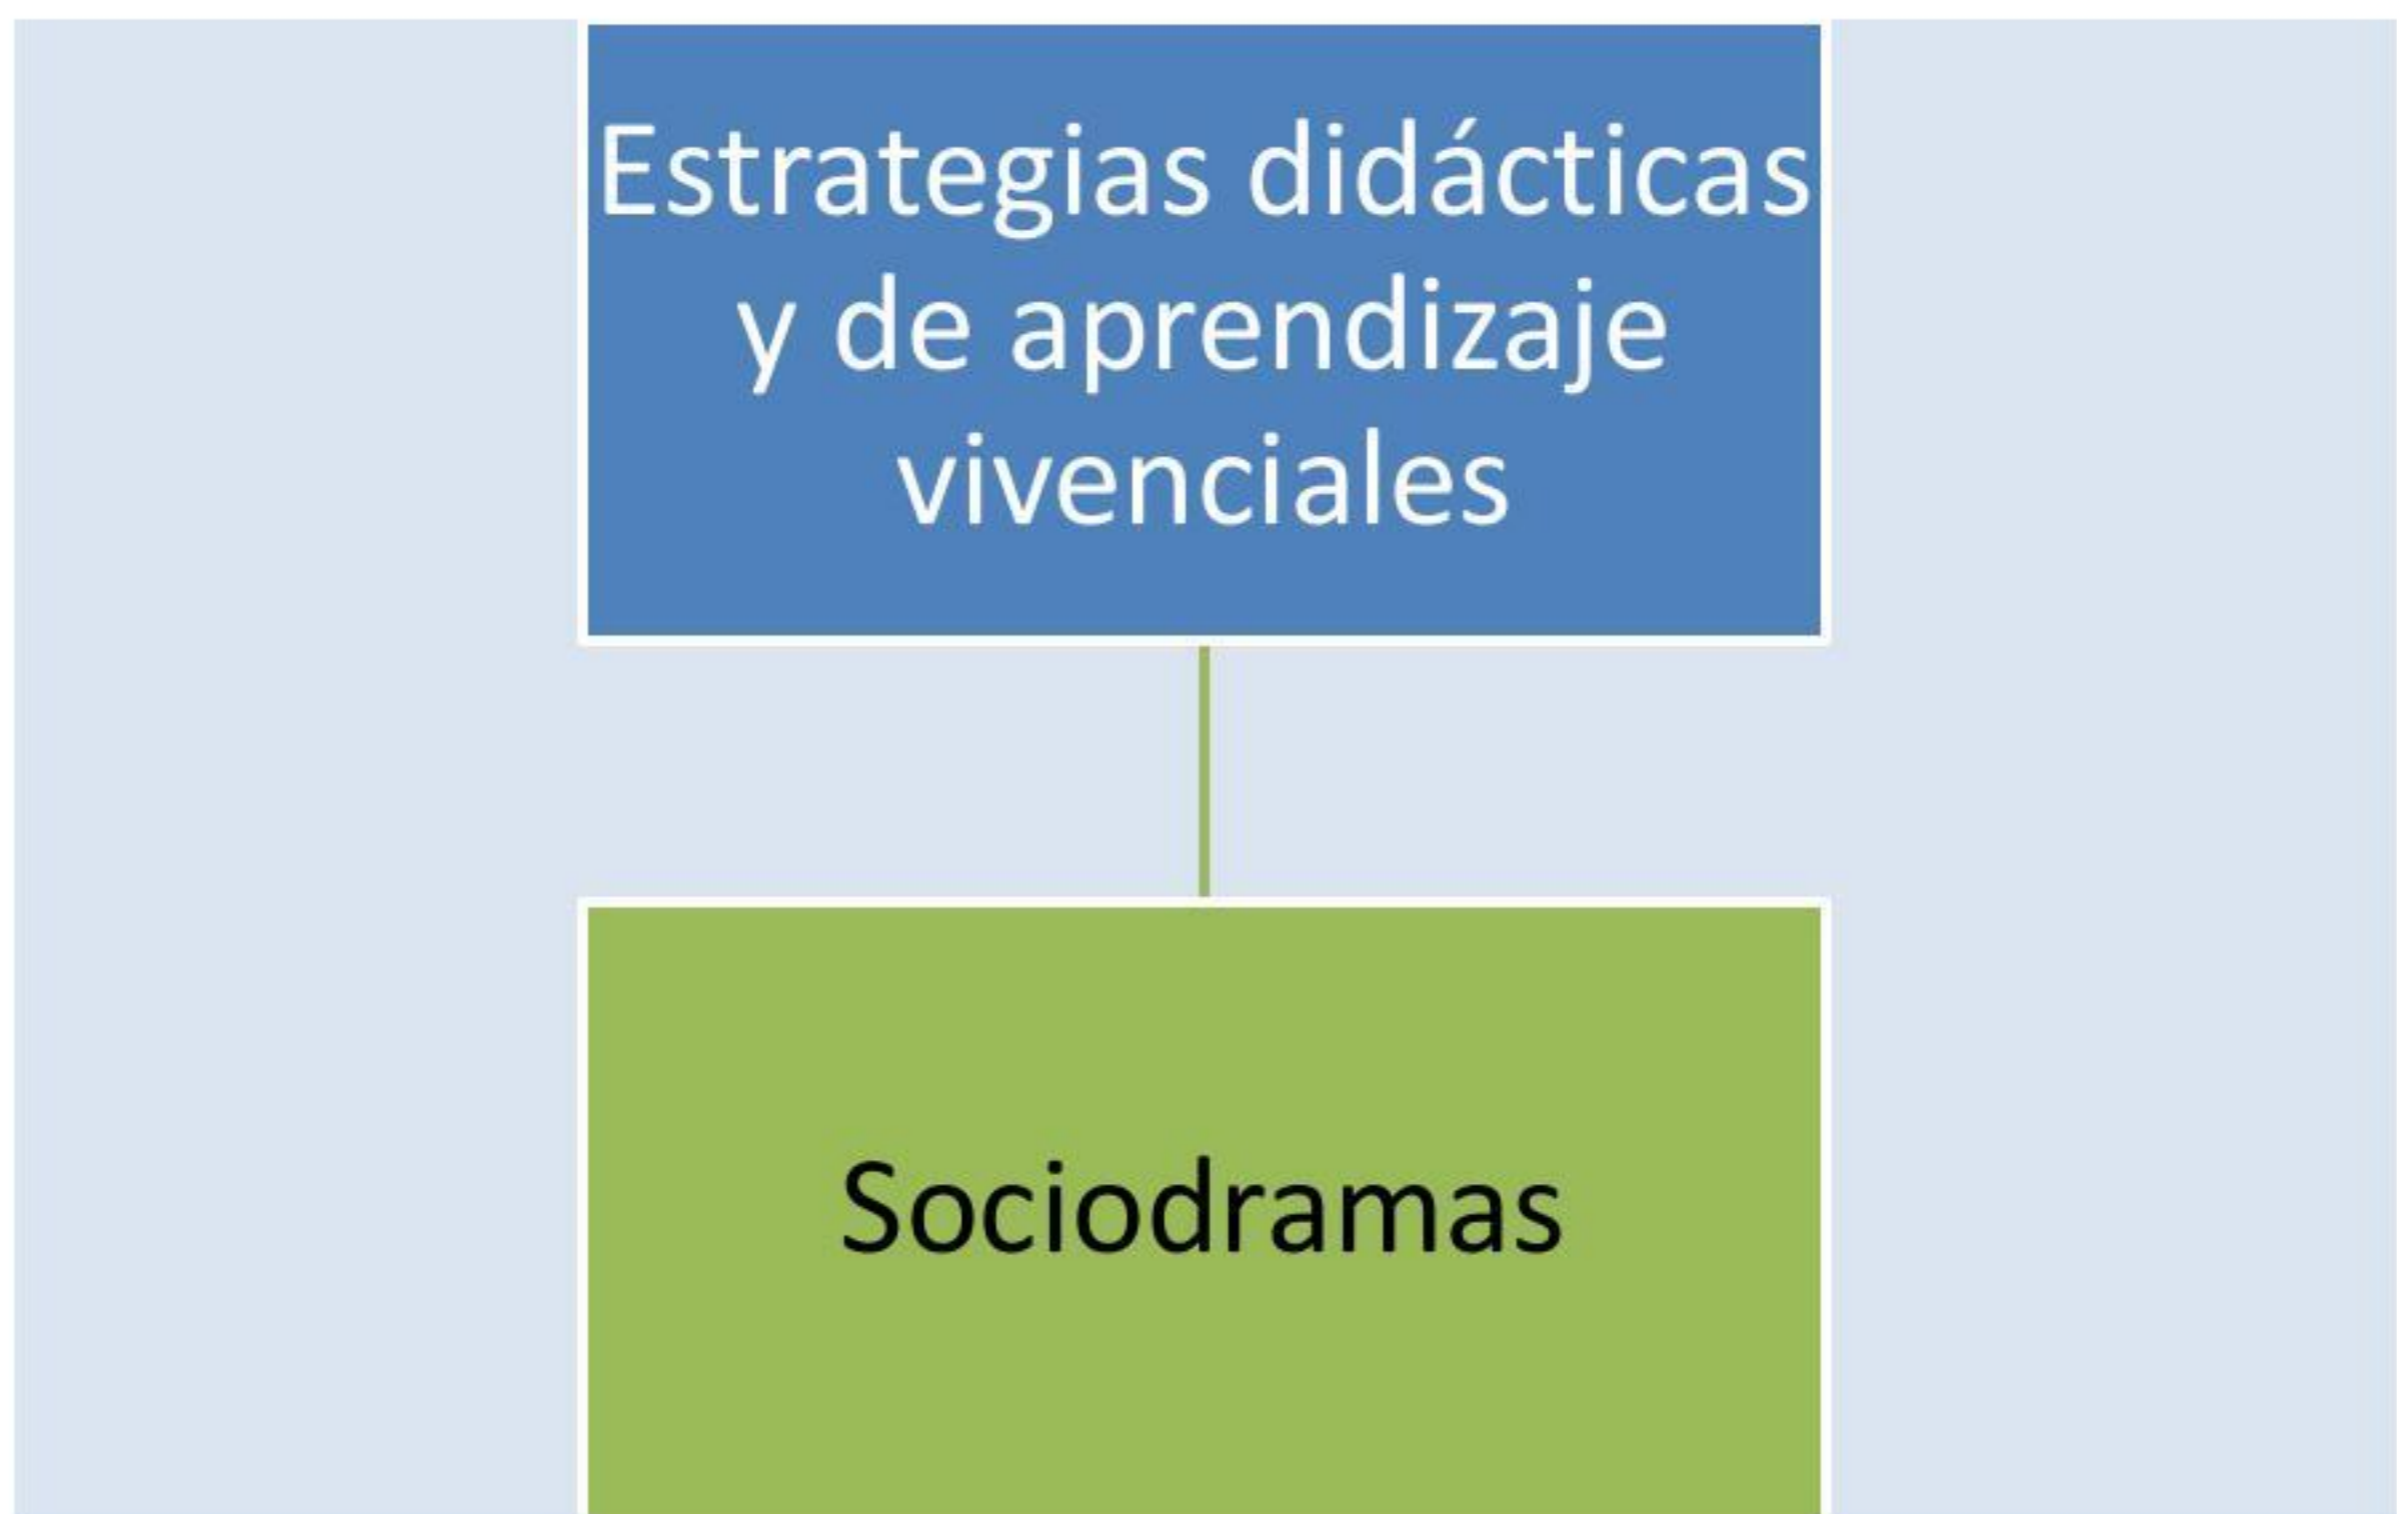 Estrategias didácticas
y de aprendizaje
vivenciales
Sociodramas